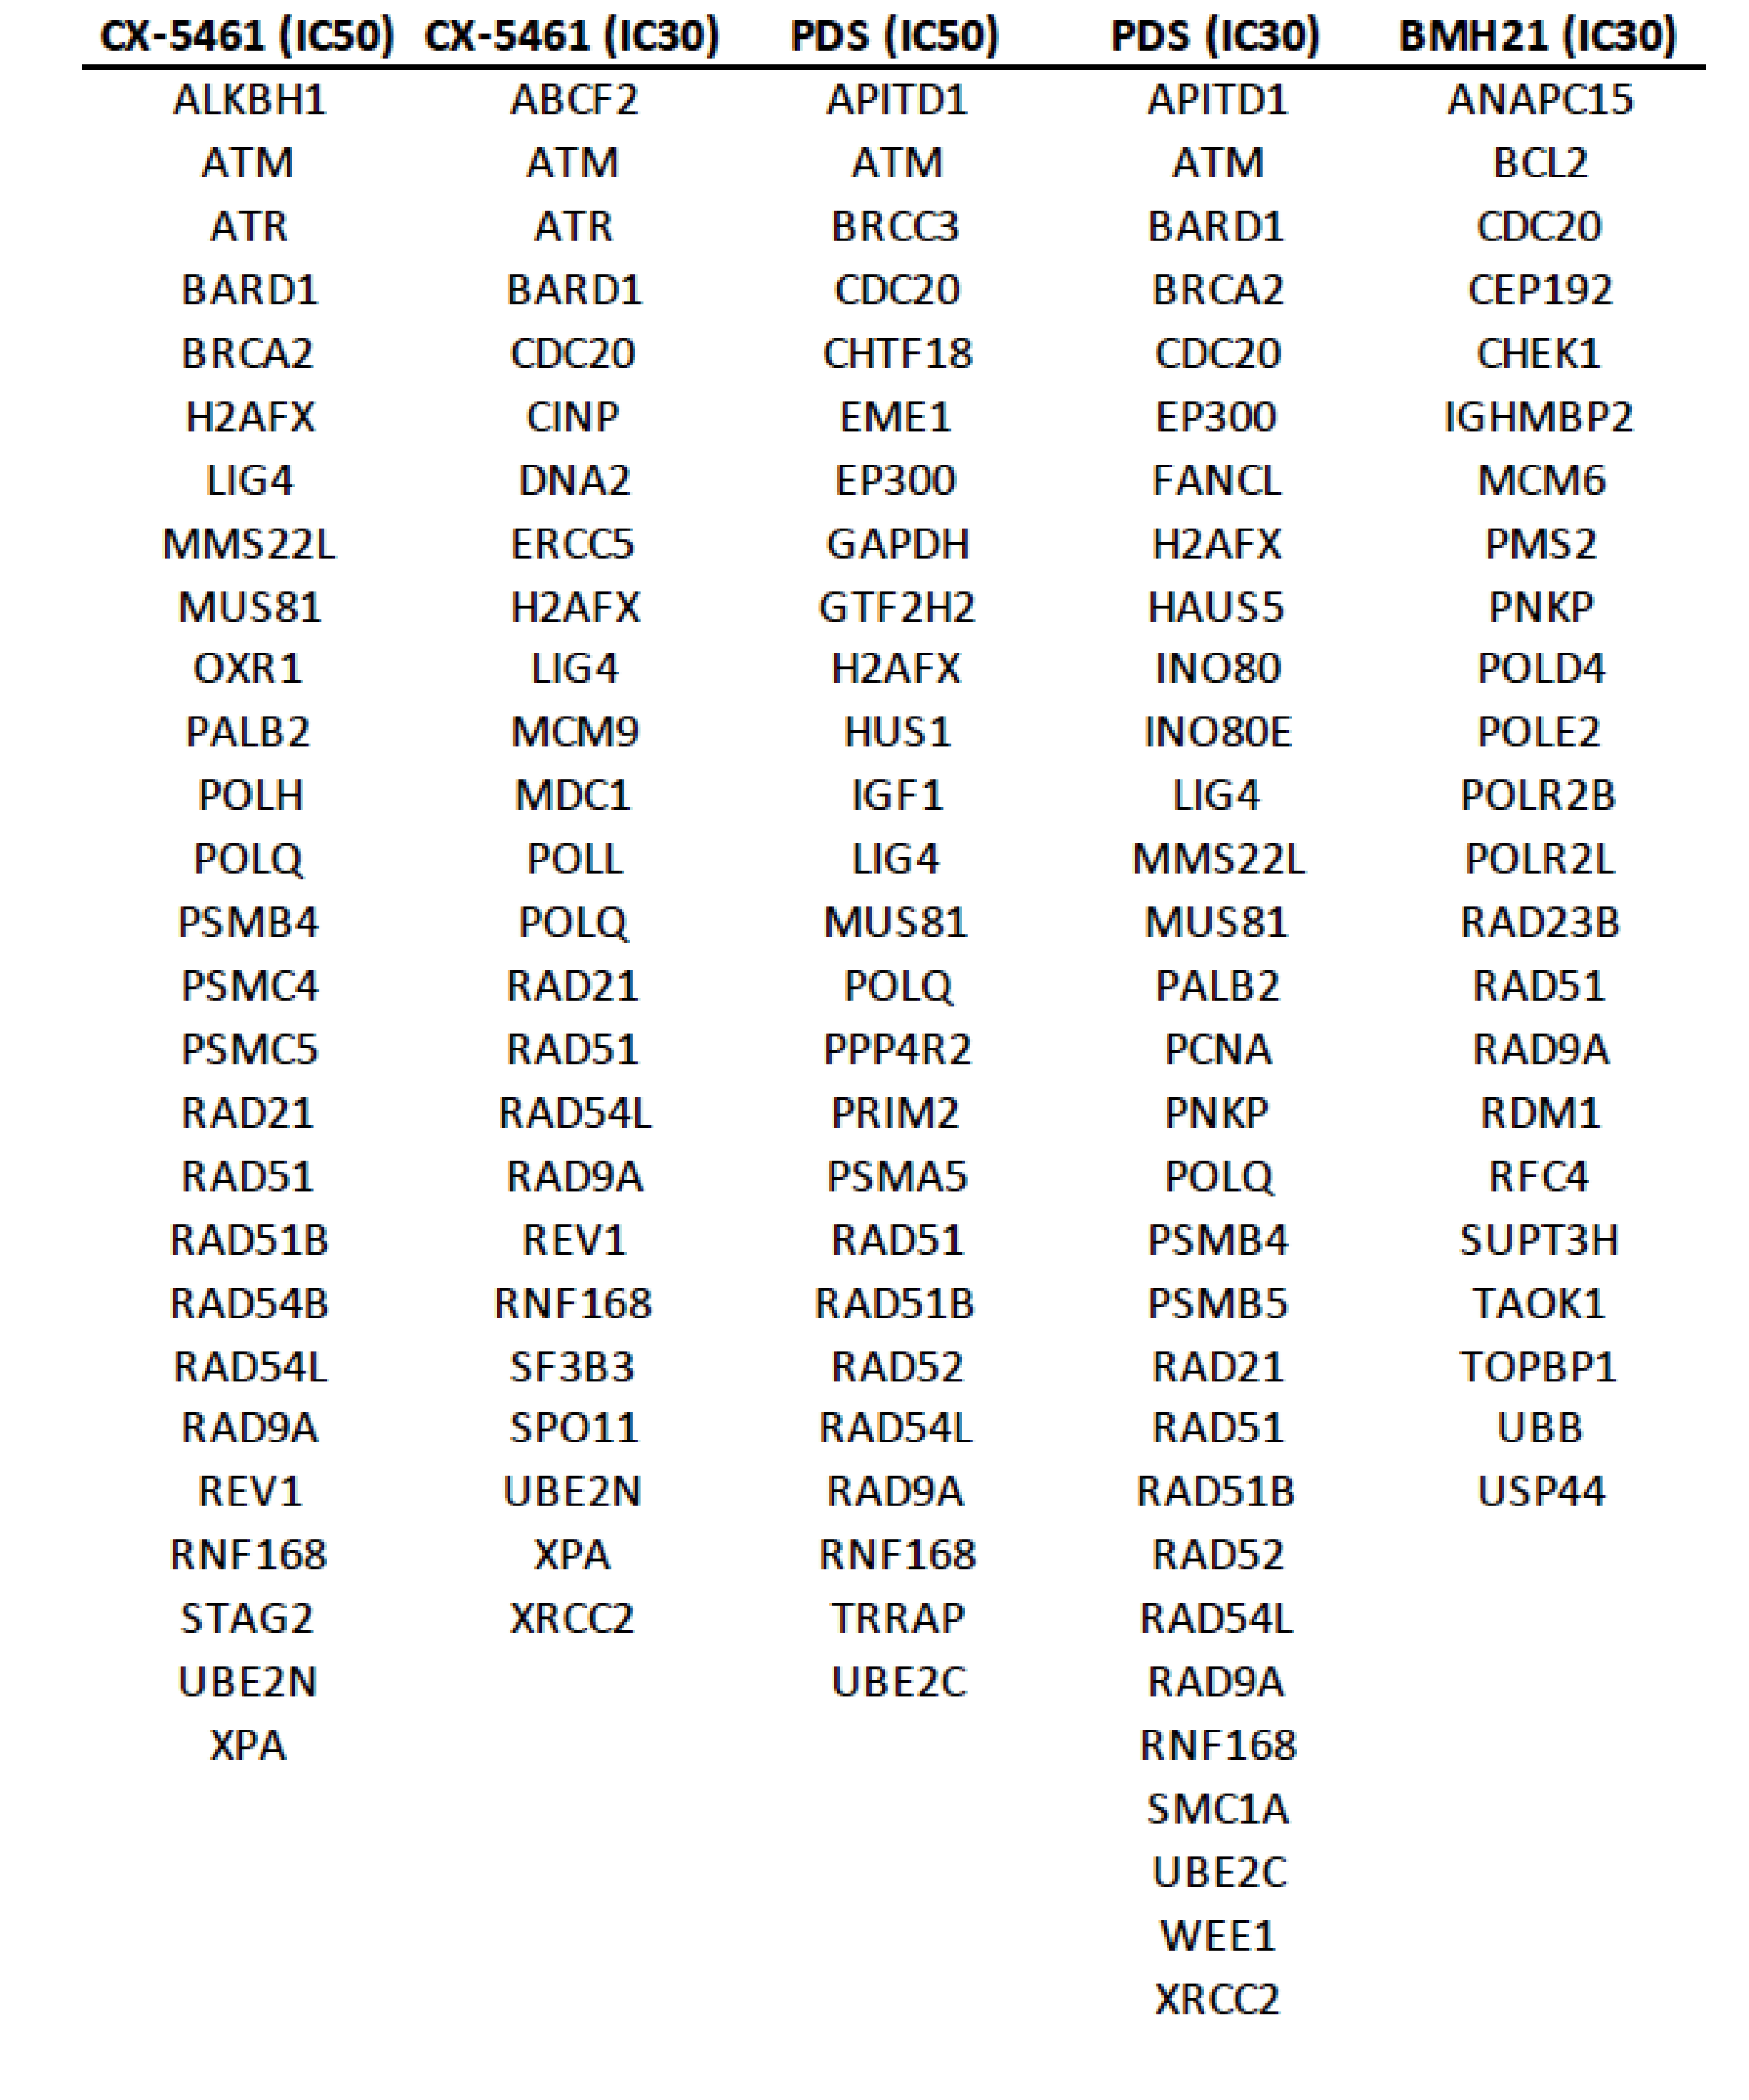 CX-5461 (IC50) CX-5461 (IC30) PDS (IC50) PDS (IC30) BMH21 (IC30)
ALKBH1 ABCF2 APITD1 APITD1 ANAPC15
ATM ATM ATM ATM BCL2
ATR ATR BRCC3 BARD1 CDC20
BARD1 BARD1 CDC20 BRCA2 CEP192
BRCA2 CDC20 CHTF18 CDC20 CHEK1
H2AFX CINP EME1 EP300 IGHMBP2
LIG4 DNA2 EP300 FANCL MCM6
MMS22L ERCC5 GAPDH H2AFX PMS2
MUS81 H2AFX GTF2H2 HAUS5 PNKP
OXR1 LIG4 H2AFX INO80 POLD4
PALB2 MCM9 HUS1 INO80E POLE2
POLH MDC1 IGF1 LIG4 POLR2B
POLQ POLL LIG4 MMS22L POLR2L
PSMB4 POLQ MUS81 MUS81 RAD23B
PSMC4 RAD21 POLQ PALB2 RAD51
PSMC5 RAD51 PPP4R2 PCNA RAD9A
RAD21 RAD54L PRIM2 PNKP RDM1
RAD51 RAD9A PSMA5 POLQ RFC4
RAD51B REV1 RAD51 PSMB4 SUPT3H
RAD54B RNF168 RAD51B PSMB5 TAOK1
RAD54L SF3B3 RAD52 RAD21 TOPBP1
RAD9A SPO11 RAD54L RAD51 UBB
REV1 UBE2N RAD9A RAD51B USP44
RNF168 XPA RNF168 RAD52
STAG2 XRCC2 TRRAP RAD54L
UBE2N UBE2C RAD9A
XPA RNF168
SMC1A
UBE2C
WEE1
XRCC2